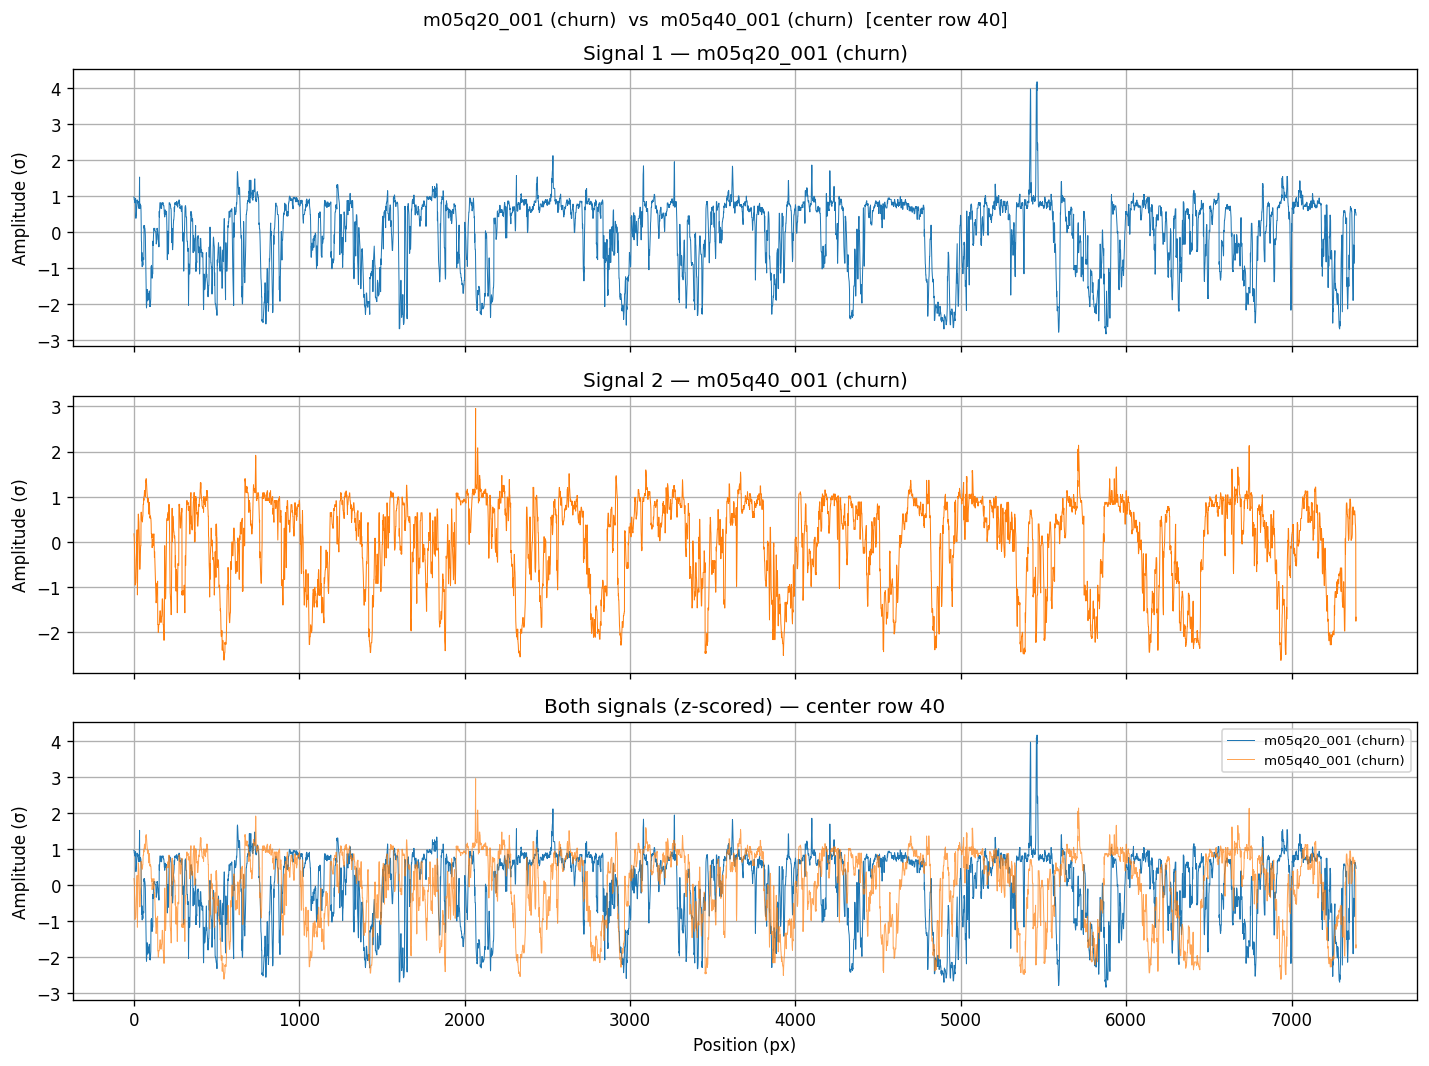 m05q20_001 (churn)  vs  m05q40_001 (churn)  [center row 40]
Signal 1 — m05q20_001 (churn)
Amplitude (σ)
4
3
2
1
0
−1
−2
−3
Signal 2 — m05q40_001 (churn)
Amplitude (σ)
3
2
1
0
−1
−2
Both signals (z-scored) — center row 40
Amplitude (σ)
4
3
2
1
0
−1
−2
−3
m05q20_001 (churn)
m05q40_001 (churn)
0 1000 2000 3000 4000 5000 6000 7000
Position (px)